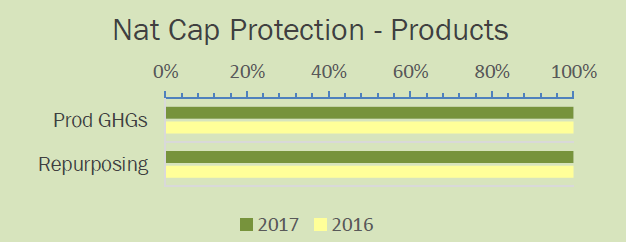 Nat Cap Protection - Products
0% 20% 40% 60% 80% 100%
Prod GHGs
Repurposing
2017 2016